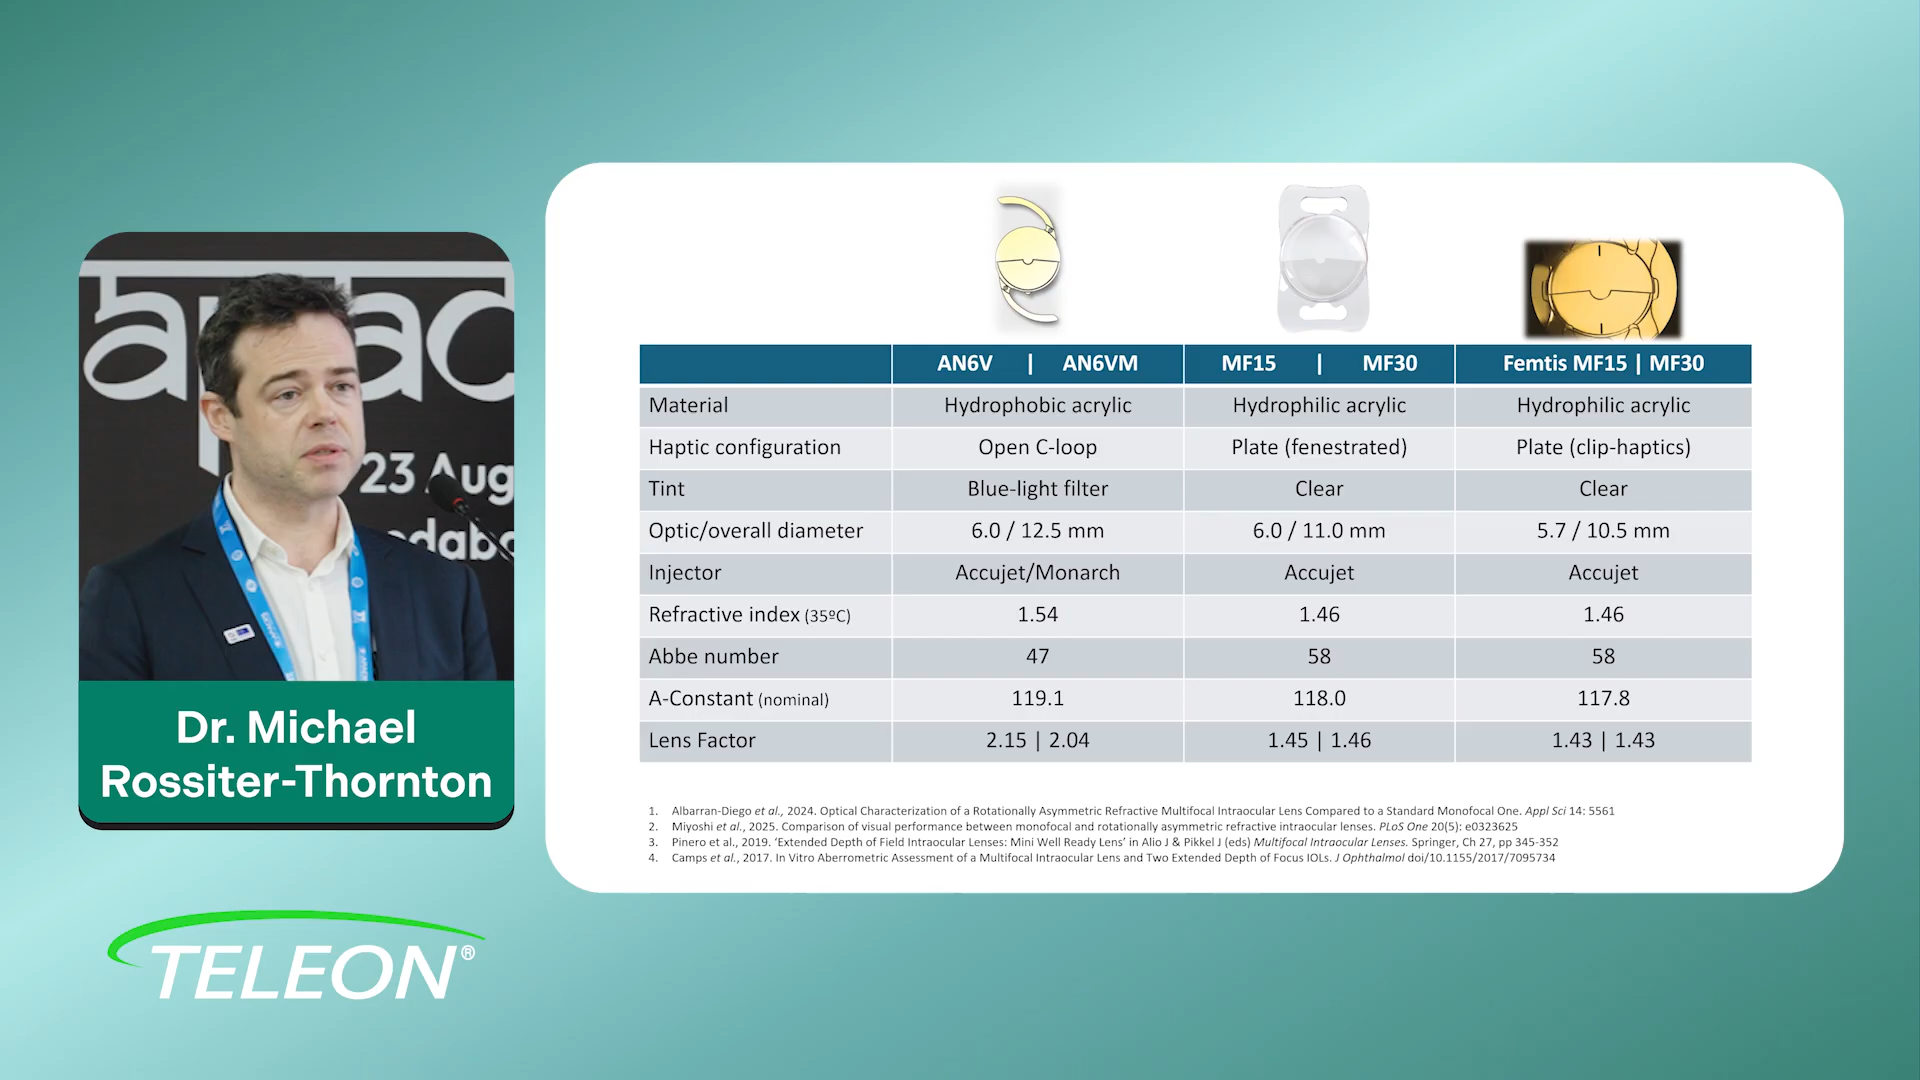 23 Aug
Dr. Michael
Rossiter-Thornton
TELEON®
AN6V | AN6VM MF15 | MF30 Femtis MF15 | MF30
Material Hydrophobic acrylic Hydrophilic acrylic Hydrophilic acrylic
Haptic configuration Open C-loop Plate (fenestrated) Plate (clip-haptics)
Tint Blue-light filter Clear Clear
Optic/overall diameter 6.0 / 12.5 mm 6.0 / 11.0 mm 5.7 / 10.5 mm
Injector Accujet/Monarch Accujet Accujet
Refractive index (35ºC) 1.54 1.46 1.46
Abbe number 47 58 58
A-Constant (nominal) 119.1 118.0 117.8
Lens Factor 2.15 | 2.04 1.45 | 1.46 1.43 | 1.43
1. Albarran-Diego et al., 2024. Optical Characterization of a Rotationally Asymmetric Refractive Multifocal Intraocular Lens Compared to a Standard Monofocal One. Appl Sci 14: 5561
2. Miyoshi et al., 2025. Comparison of visual performance between monofocal and rotationally asymmetric refractive intraocular lenses. PLoS One 20(5): e0323625
3. Pinero et al., 2019. ‘Extended Depth of Field Intraocular Lenses: Mini Well Ready Lens’ in Alio J & Pikkel J (eds) Multifocal Intraocular Lenses. Springer, Ch 27, pp 345-352
4. Camps et al., 2017. In Vitro Aberrometric Assessment of a Multifocal Intraocular Lens and Two Extended Depth of Focus IOLs. J Ophthalmol doi/10.1155/2017/7095734